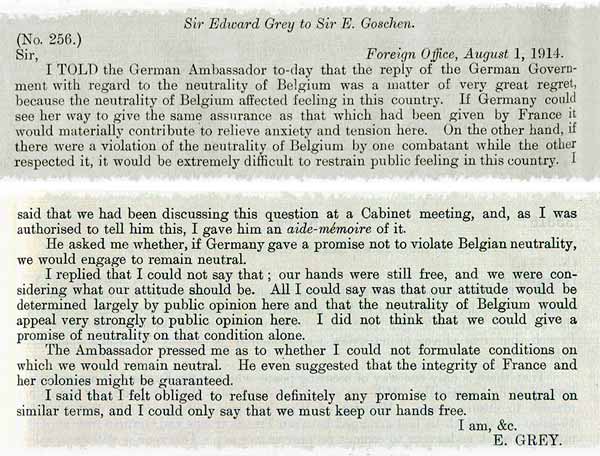 Sir Edward Grey to Sir E. Goschen.
(No. 256.)
Sir, Foreign Office, August 1, 1914.
I TOLD the German Ambassador to-day that the reply of the German Govern-
ment with regard to the neutrality of Belgium was a matter of very great regret,
because the neutrality of Belgium affected feeling in this country. If Germany could
see her way to give the same assurance as that which had been given by France it
would materially contribute to relieve anxiety and tension here. On the other hand, if
there were a violation of the neutrality of Belgium by one combatant while the other
respected it, it would be extremely difficult to restrain public feeling in this country. I
said that we had been discussing this question at a Cabinet meeting, and, as I was
authorised to tell him this, I gave him an aide-mémoire of it.
He asked me whether, if Germany gave a promise not to violate Belgian neutrality,
we would engage to remain neutral.
I replied that I could not say that; our hands were still free, and we were con-
sidering what our attitude should be. All I could say was that our attitude would be
determined largely by public opinion here and that the neutrality of Belgium would
appeal very strongly to public opinion here. I did not think that we could give a
promise of neutrality on that condition alone.
The Ambassador pressed me as to whether I could not formulate conditions on
which we would remain neutral. He even suggested that the integrity of France and
her colonies might be guaranteed.
I said that I felt obliged to refuse definitely any promise to remain neutral on
similar terms, and I could only say that we must keep our hands free.
I am, &c.
E. GREY.